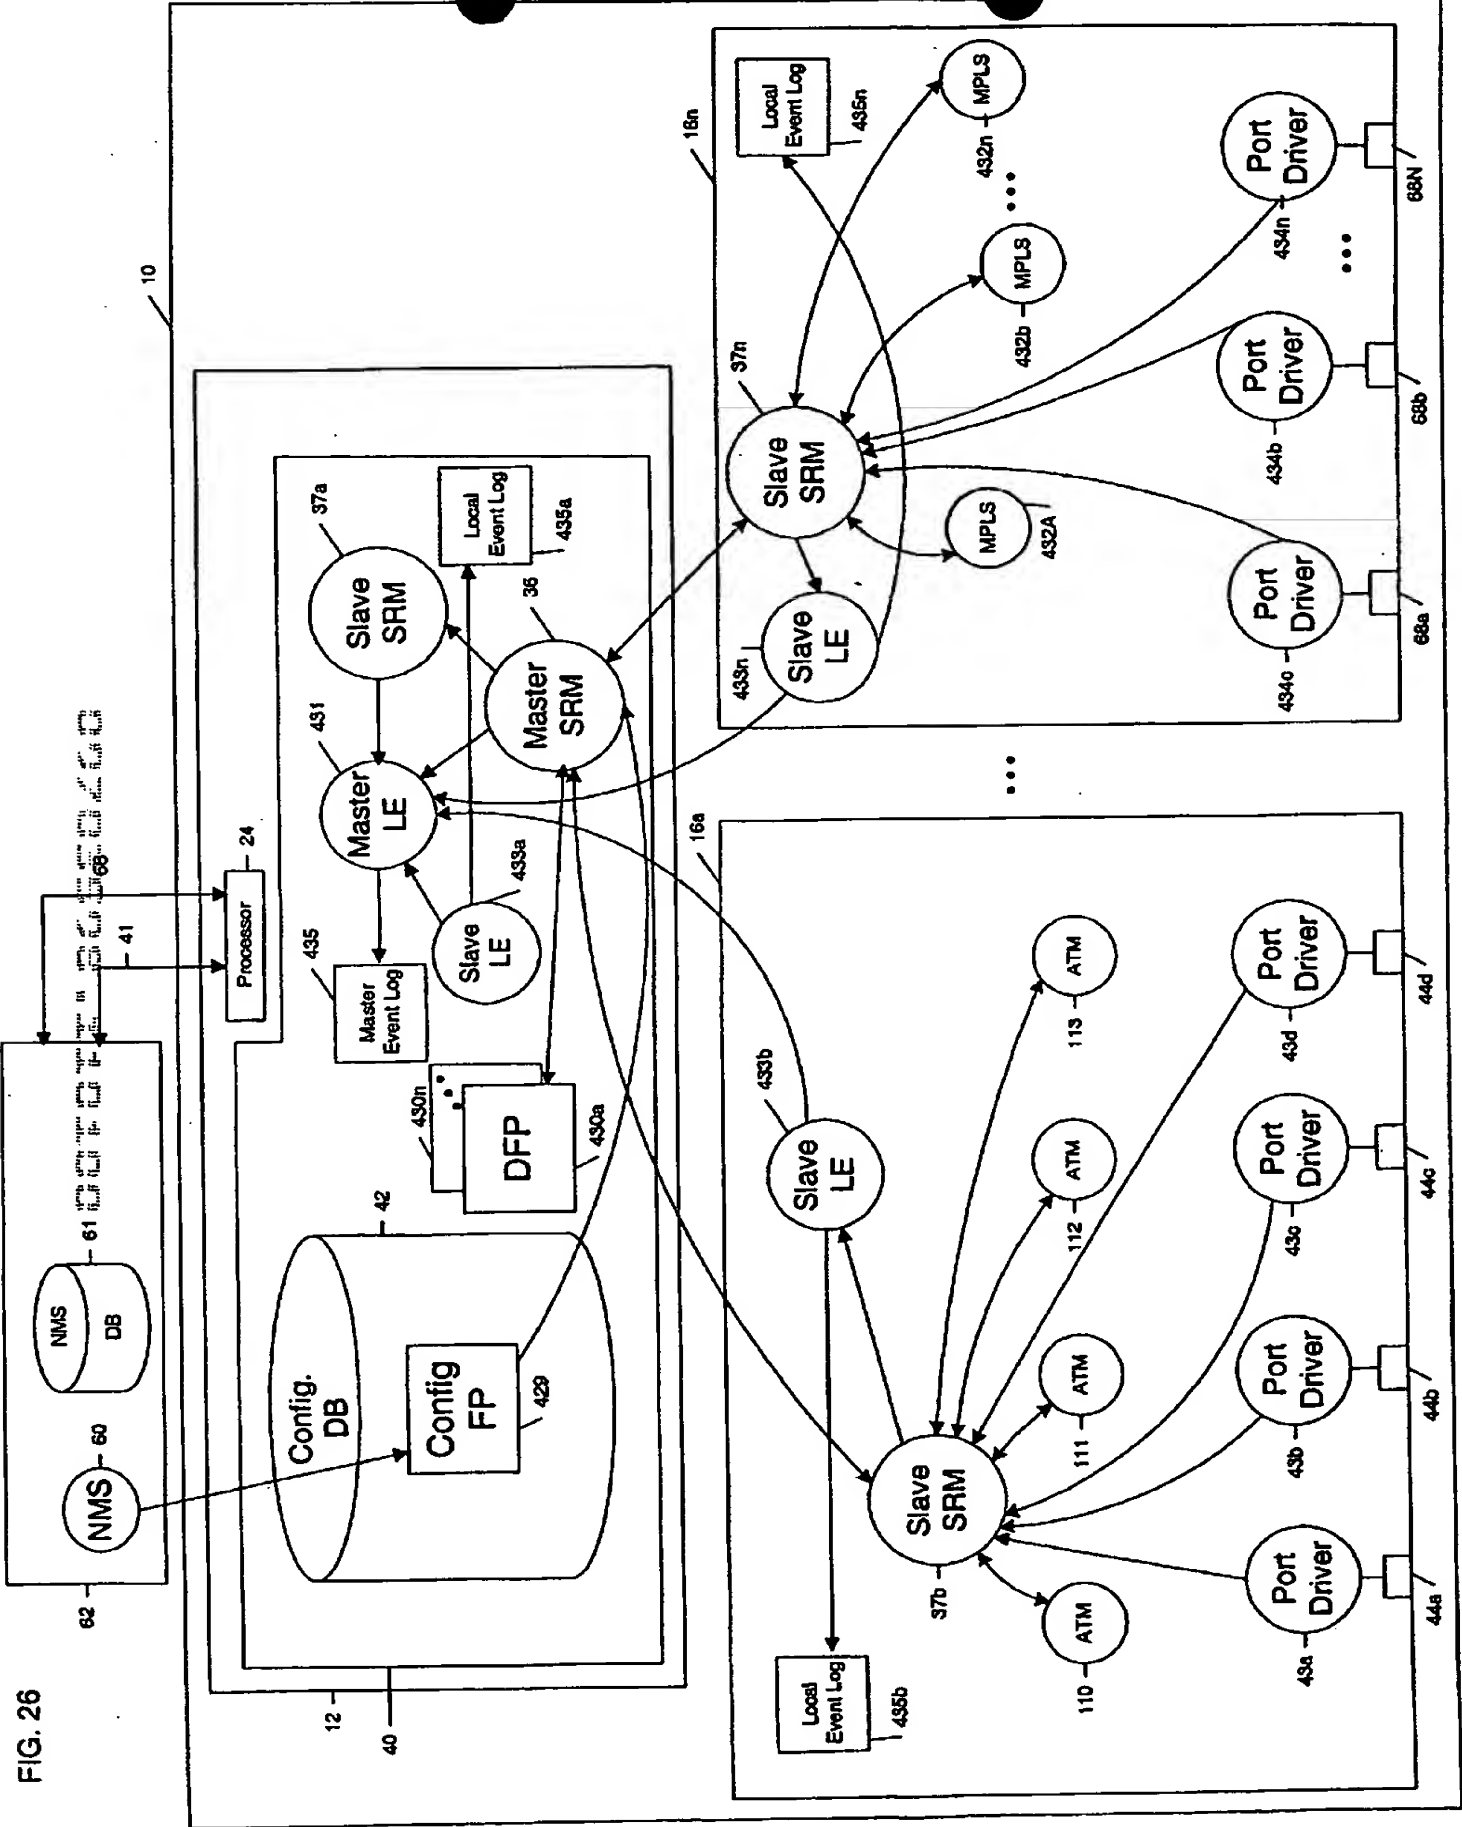 FIG. 26
62
NMS
60
NMS
DB
61
41
68
10
12
40
Processor
24
Config.
DB
42
Config
FP
429
DFP
430a
430n
Master
Event Log
435
Master
LE
431
Slave
LE
433a
Slave
SRM
37a
Master
SRM
36
Local
Event Log
435a
16a
Local
Event Log
435b
Slave
LE
433b
Slave
SRM
37b
ATM
110
ATM
111
ATM
112
ATM
113
Port
Driver
43a
44a
Port
Driver
43b
44b
Port
Driver
43c
44c
Port
Driver
43d
44d
...
16n
Slave
LE
433n
Slave
SRM
37n
Local
Event Log
435n
MPLS
432A
MPLS
432b
...
MPLS
432n
Port
Driver
434c
68a
Port
Driver
434b
68b
...
Port
Driver
434n
68N